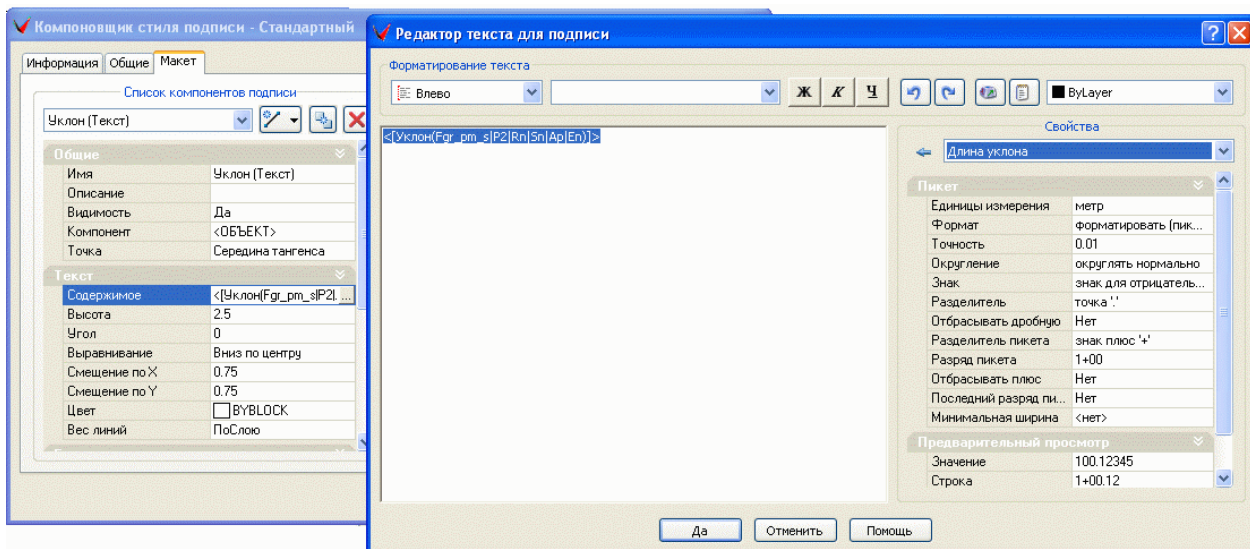 Компоновщик стиля подписи - Стандартный
Информация Общие Макет
Список компонентов подписи
Уклон (Текст)
Общие
Имя Уклон (Текст)
Описание
Видимость Да
Компонент <ОБЪЕКТ>
Точка Середина тангенса
Текст
Содержимое <[Уклон(Fgr_pm_s|P2|. ...
Высота 2.5
Угол 0
Выравнивание Вниз по центру
Смещение по X 0.75
Смещение по Y 0.75
Цвет BYBLOCK
Вес линий ПоСлою
Редактор текста для подписи
Форматирование текста
Влево Ж К Ч ByLayer
<[Уклон(Fgr_pm_s|P2|Rn|Sn|Ap|En)]>
Свойства
Длина уклона
Пикет
Единицы измерения метр
Формат форматировать (пик...
Точность 0.01
Округление округлять нормально
Знак знак для отрицатель...
Разделитель точка '.'
Отбрасывать дробную Нет
Разделитель пикета знак плюс '+'
Разряд пикета 1+00
Отбрасывать плюс Нет
Последний разряд пи... Нет
Минимальная ширина <нет>
Предварительный просмотр
Значение 100.12345
Строка 1+00.12
Да Отменить Помощь